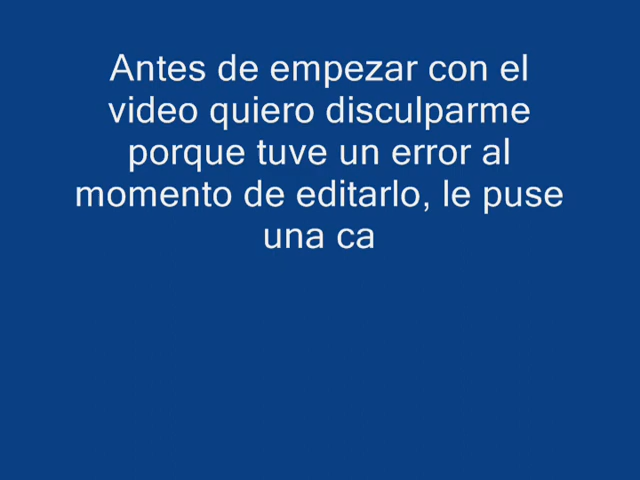 Antes de empezar con el
video quiero disculparme
porque tuve un error al
momento de editarlo, le puse
una ca